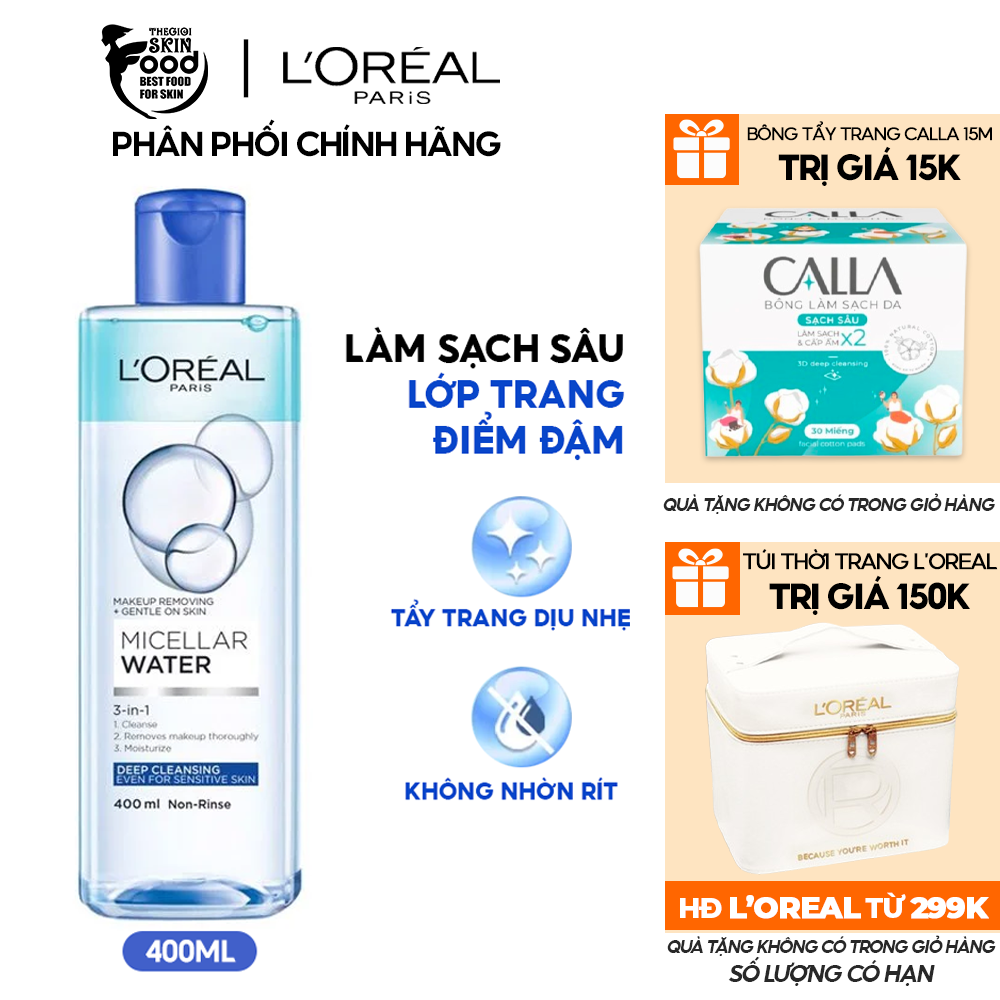 THEGIOI
SKIN
Food
BEST FOOD
FOR SKIN
L'ORÉAL
PARIS
PHÂN PHỐI CHÍNH HÃNG
L'ORÉAL
PARIS
MAKEUP REMOVING
+ GENTLE ON SKIN
MICELLAR
WATER
3-in-1
1. Cleanse
2. Removes makeup thoroughly
3. Moisturize
DEEP CLEANSING
EVEN FOR SENSITIVE SKIN
400 ml Non-Rinse
400ML
LÀM SẠCH SÂU
LỚP TRANG
ĐIỂM ĐẬM
TẨY TRANG DỊU NHẸ
KHÔNG NHỜN RÍT
BÔNG TẨY TRANG CALLA 15M
TRỊ GIÁ 15K
CALLA
BÔNG LÀM SẠCH DA
CALLA
BÔNG LÀM SẠCH DA
SẠCH SÂU
LÀM SẠCH
& CẤP ẨM x2
3D deep cleansing
30 Miếng
facial cotton pads
QUÀ TẶNG KHÔNG CÓ TRONG GIỎ HÀNG
TÚI THỜI TRANG L'OREAL
TRỊ GIÁ 150K
L'ORÉAL
PARIS
BECAUSE YOU'RE WORTH IT
HĐ L'OREAL TỪ 299K
QUÀ TẶNG KHÔNG CÓ TRONG GIỎ HÀNG
SỐ LƯỢNG CÓ HẠN